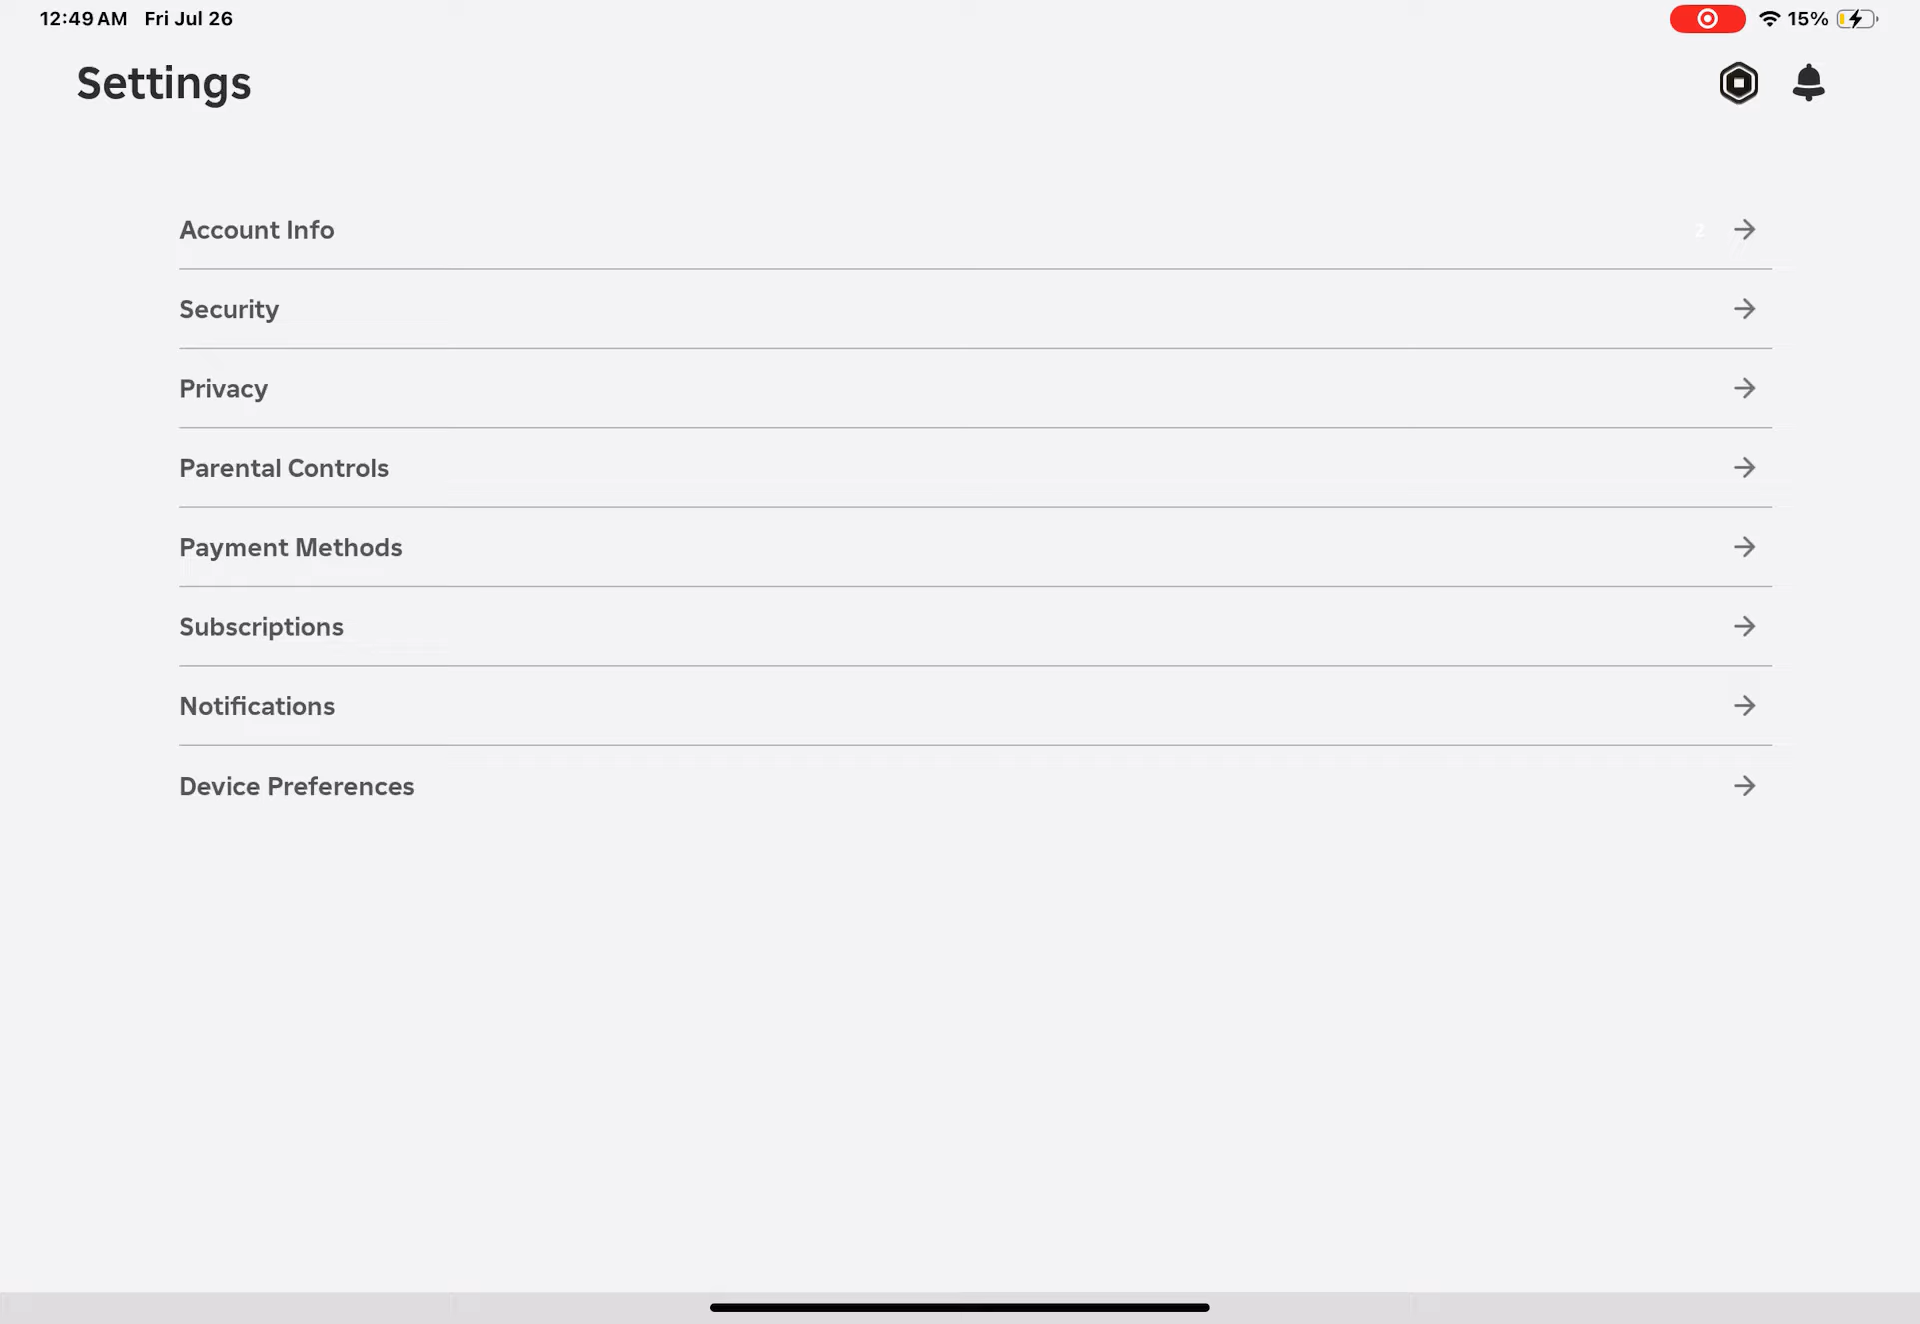 12:49 AM Fri Jul 26 15%
Settings
Account Info 2
Security
Privacy
Parental Controls
Payment Methods
Subscriptions
Notifications
Device Preferences